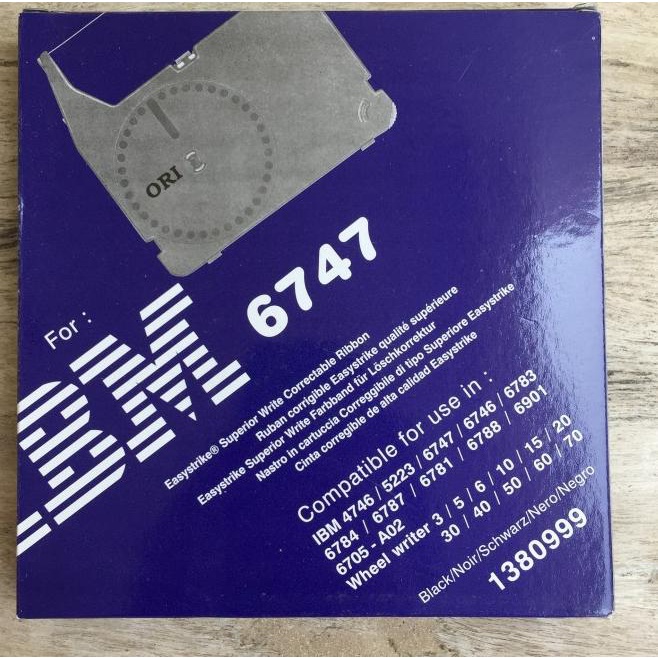 ORI
For :
IBM 6747
Easystrike® Superior Write Correctable Ribbon
Ruban corrigible Easystrike qualité supérieure
Easystrike Superior Write Farbband für Löschkorrektur
Nastro in cartuccia Correggibile di tipo Superiore Easystrike
Cinta corregible de alta calidad Easystrike
Compatible for use in :
IBM 4746 / 5223 / 6747 / 6746 / 6783
6784 / 6787 / 6781 / 6788 / 6901
6705 - A02
Wheel writer 3 / 5 / 6 / 10 / 15 / 20
30 / 40 / 50 / 60 / 70
Black/Noir/Schwarz/Nero/Negro
1380999